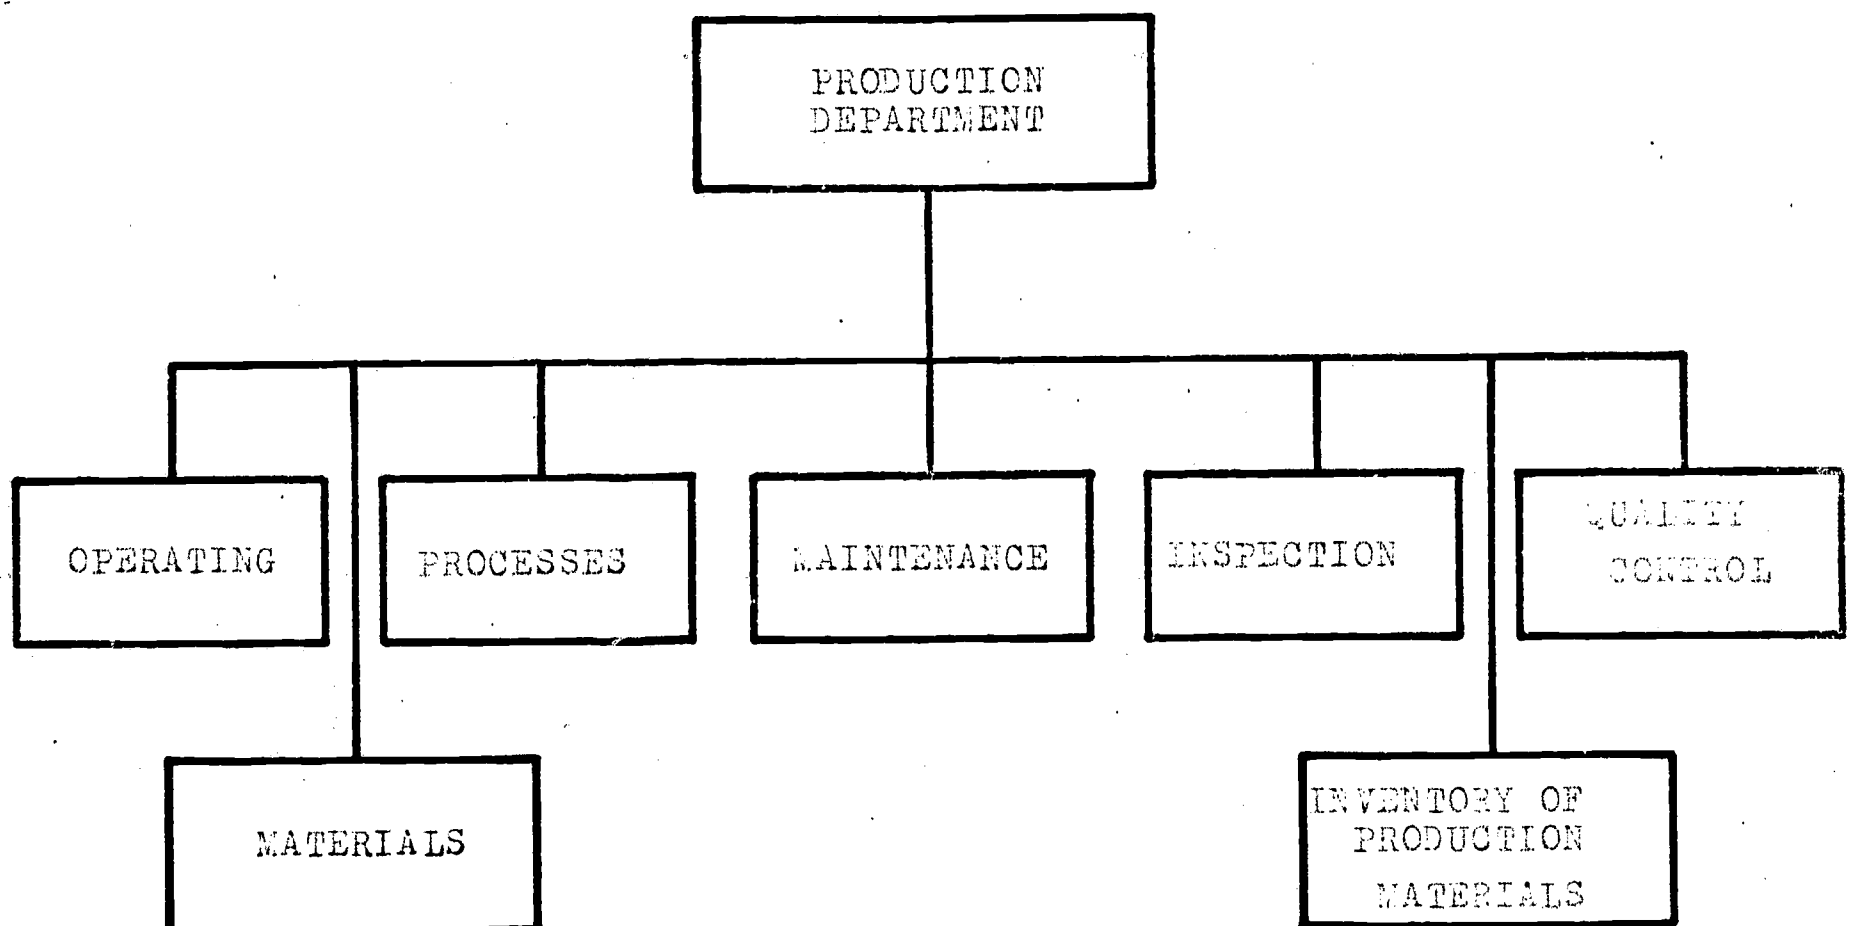 PRODUCTION
DEPARTMENT
OPERATING
PROCESSES
MAINTENANCE
INSPECTION
QUALITY
CONTROL
MATERIALS
INVENTORY OF
PRODUCTION
MATERIALS